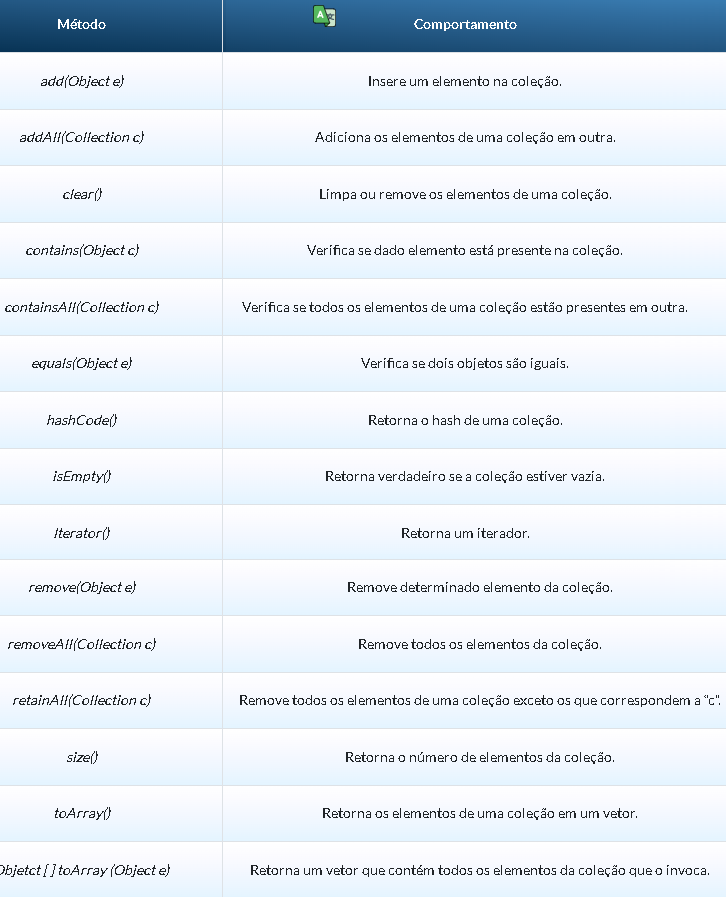 Método Comportamento
add(Object e) Insere um elemento na coleção.
addAll(Collection c) Adiciona os elementos de uma coleção em outra.
clear() Limpa ou remove os elementos de uma coleção.
contains(Object c) Verifica se dado elemento está presente na coleção.
containsAll(Collection c) Verifica se todos os elementos de uma coleção estão presentes em outra.
equals(Object e) Verifica se dois objetos são iguais.
hashCode() Retorna o hash de uma coleção.
isEmpty() Retorna verdadeiro se a coleção estiver vazia.
Iterator() Retorna um iterador.
remove(Object e) Remove determinado elemento da coleção.
removeAll(Collection c) Remove todos os elementos da coleção.
retainAll(Collection c) Remove todos os elementos de uma coleção exceto os que correspondem a “c”.
size() Retorna o número de elementos da coleção.
toArray() Retorna os elementos de uma coleção em um vetor.
Objetct [ ] toArray (Object e) Retorna um vetor que contém todos os elementos da coleção que o invoca.